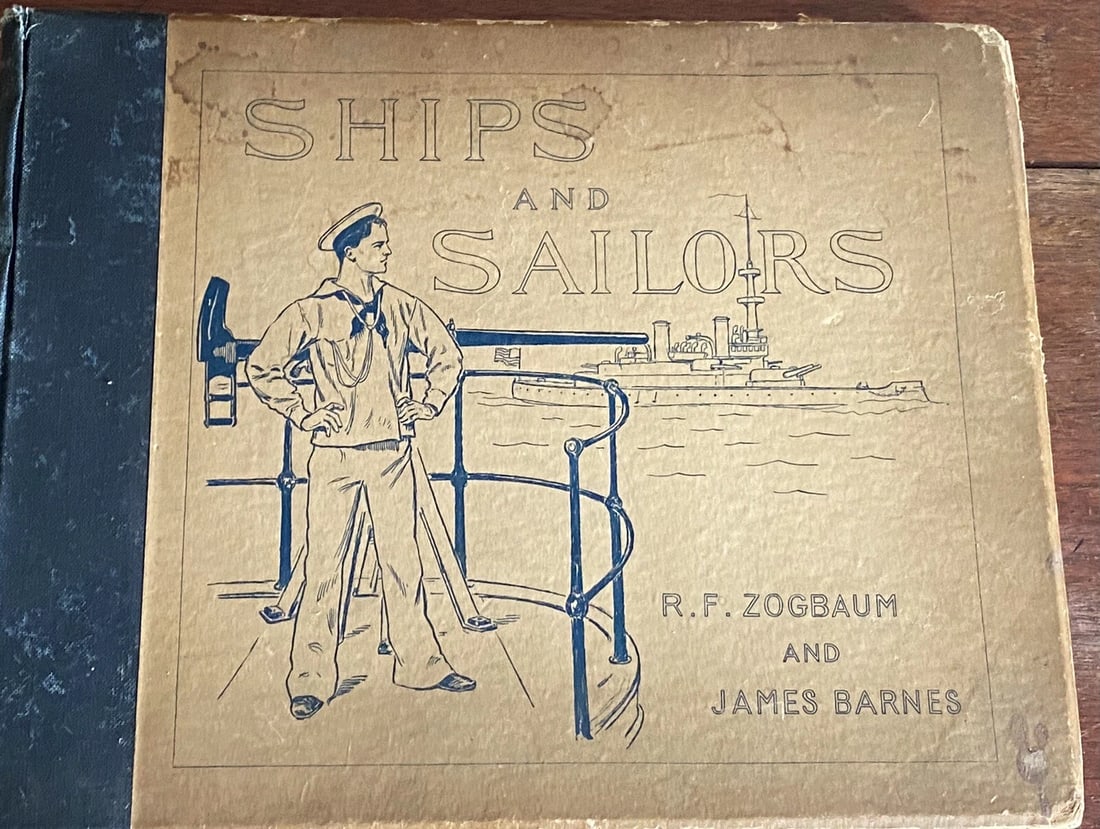 SHIPS
AND
SAILORS
R.F. ZOGBAUM
AND
JAMES BARNES